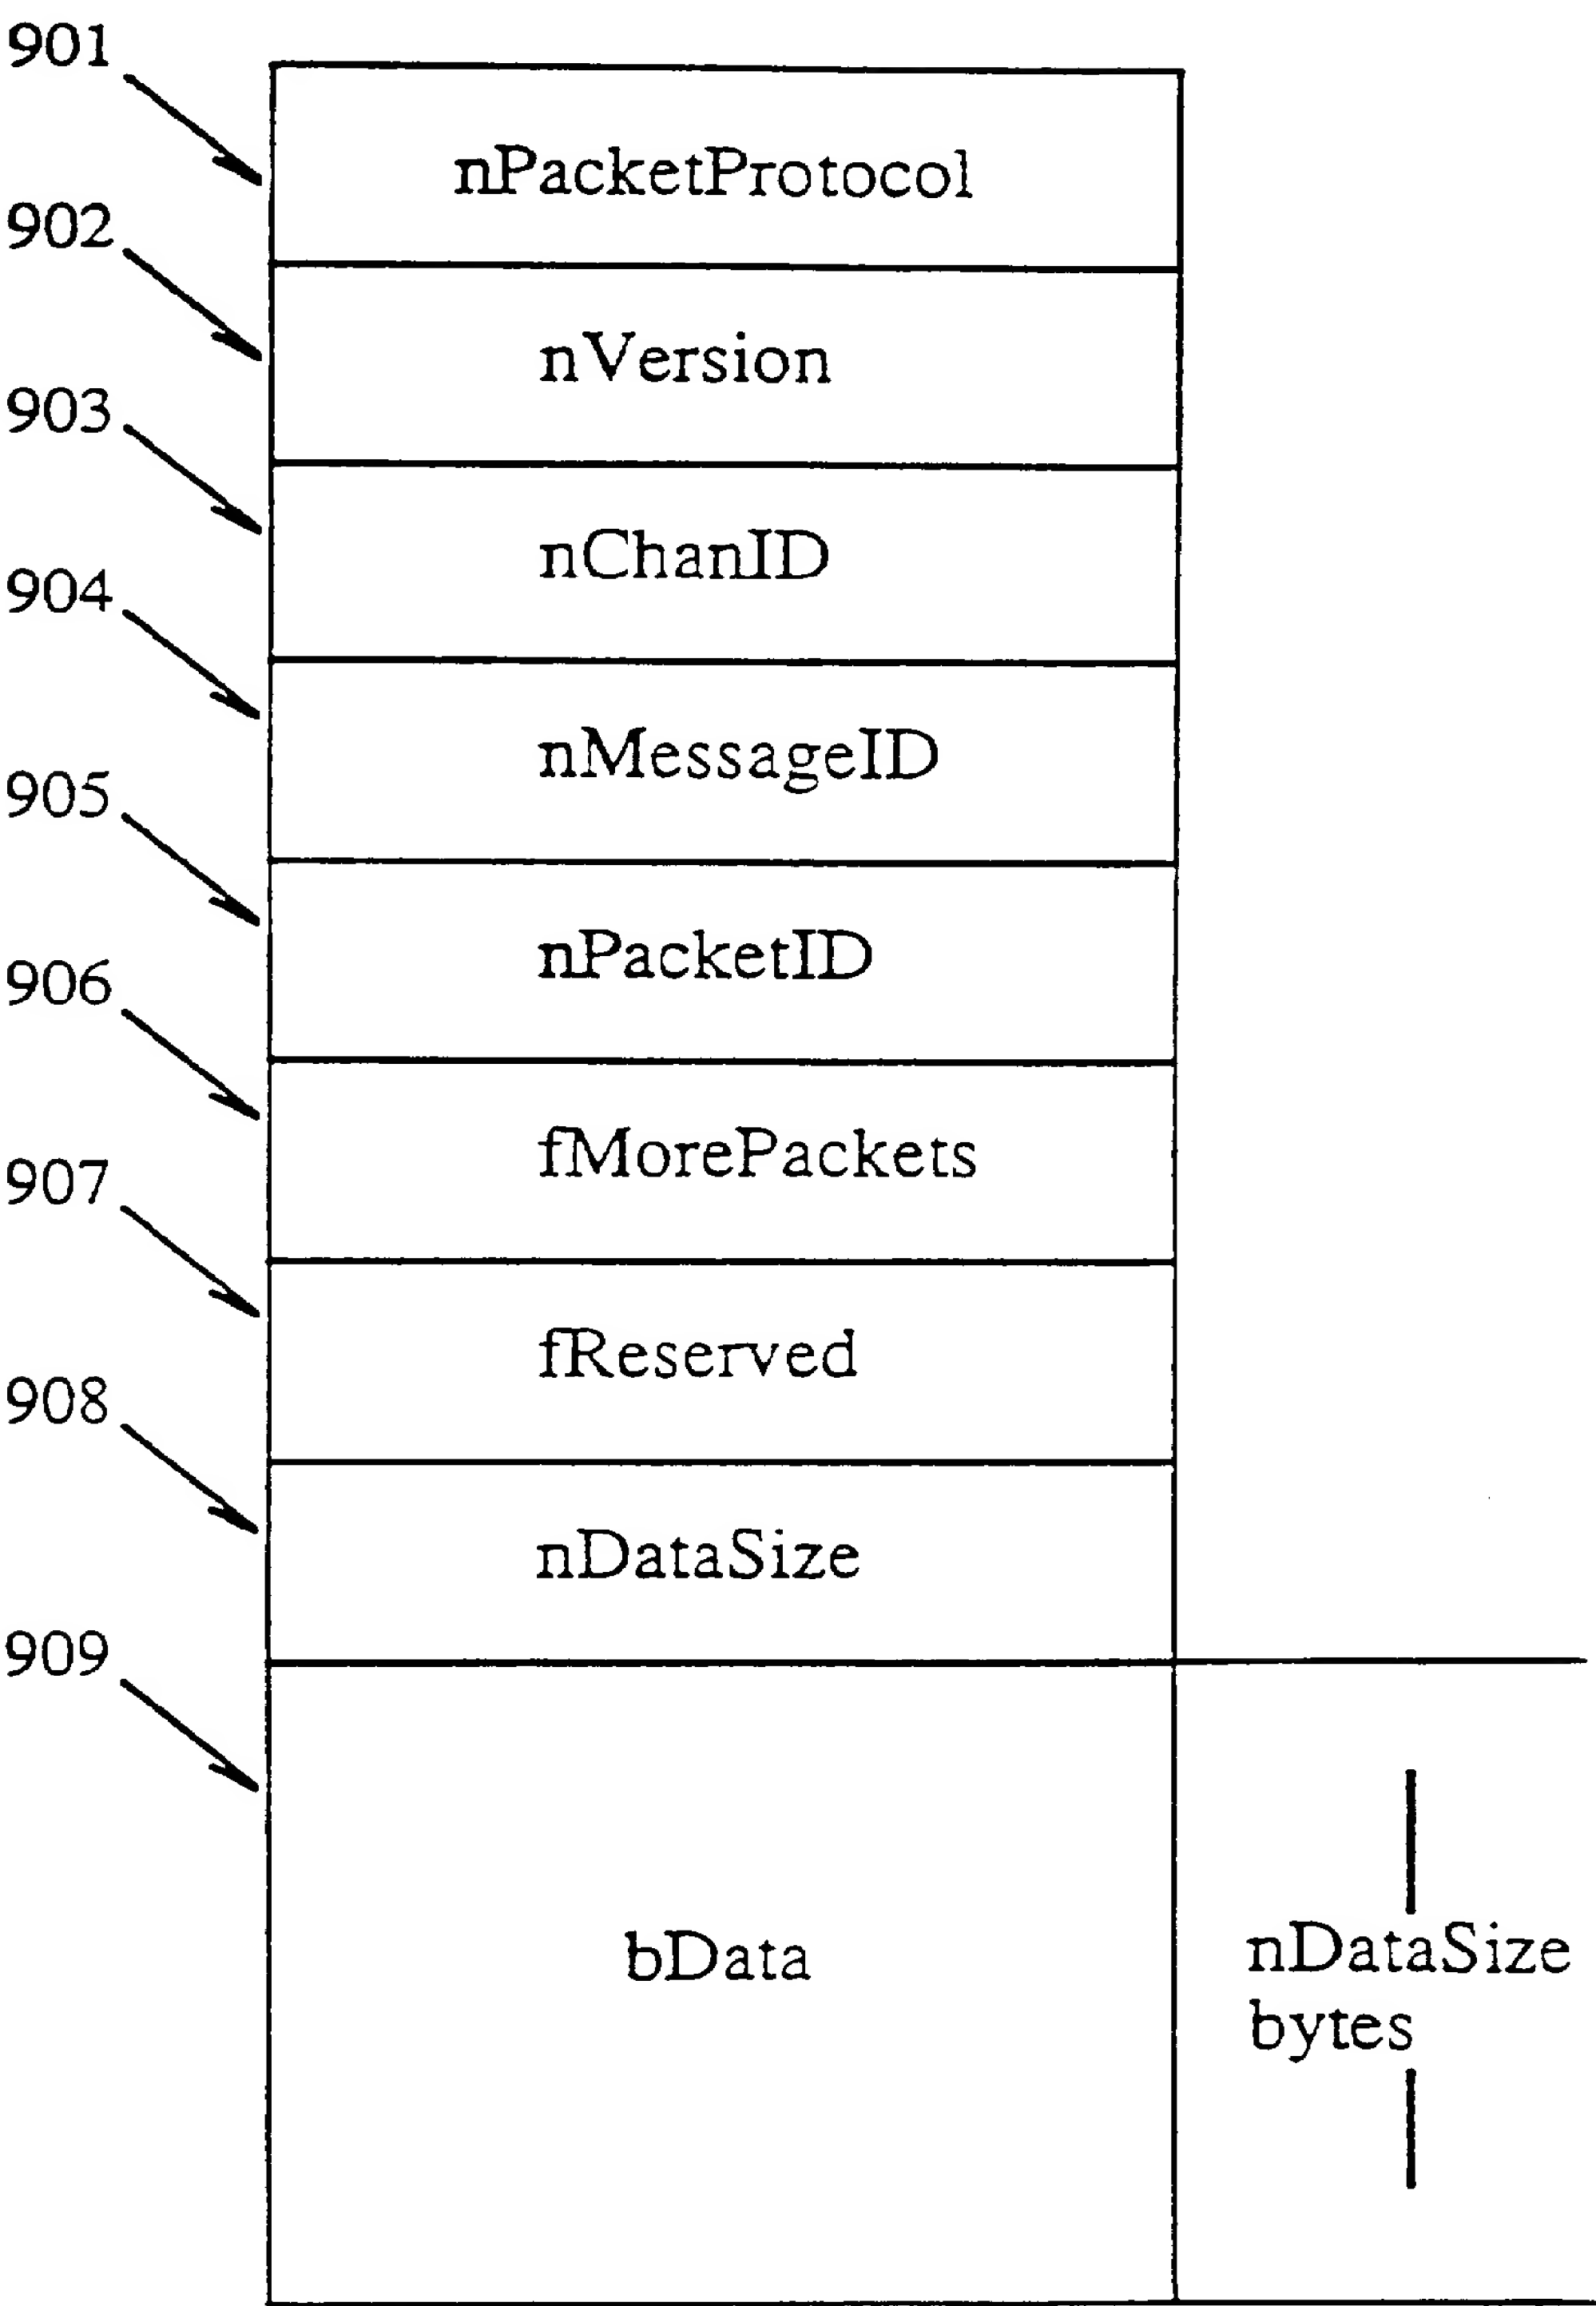 901
nPacketProtocol
902
nVersion
903
nChanID
904
nMessageID
905
nPacketID
906
fMorePackets
907
fReserved
908
nDataSize
909
bData
nDataSize
bytes